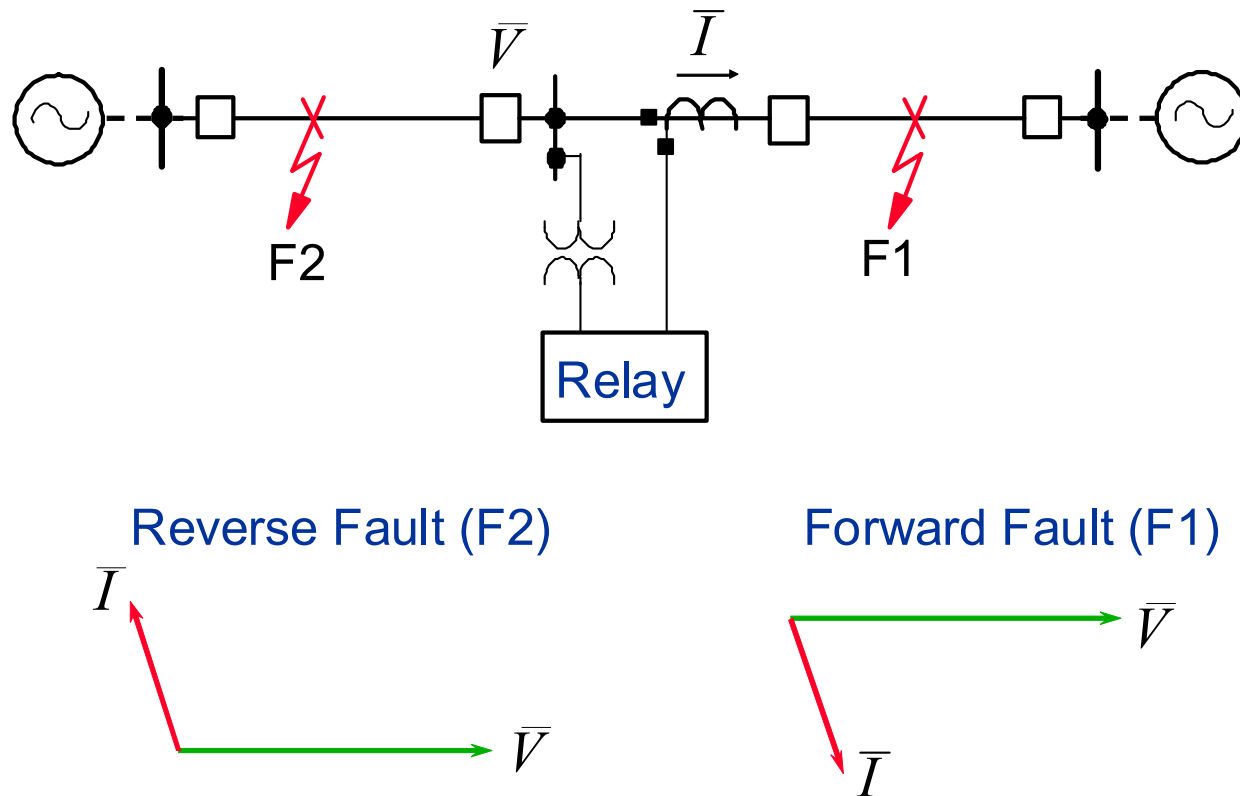 V̅ I̅
F2 F1
Relay
Reverse Fault (F2) Forward Fault (F1)
I̅ V̅
V̅ I̅